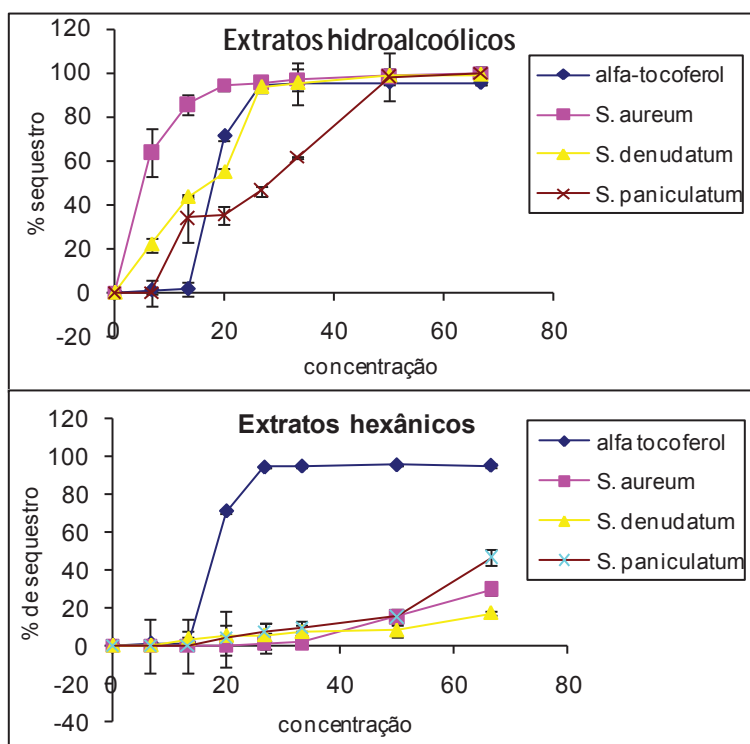 Extratos hidroalcoólicos
% sequestro
120
100
80
60
40
20
0
-20
0
20
40
60
80
concentração
alfa-tocoferol
S. aureum
S. denudatum
S. paniculatum
Extratos hexânicos
% de sequestro
120
100
80
60
40
20
0
-20
-40
0
20
40
60
80
concentração
alfa tocoferol
S. aureum
S. denudatum
S. paniculatum